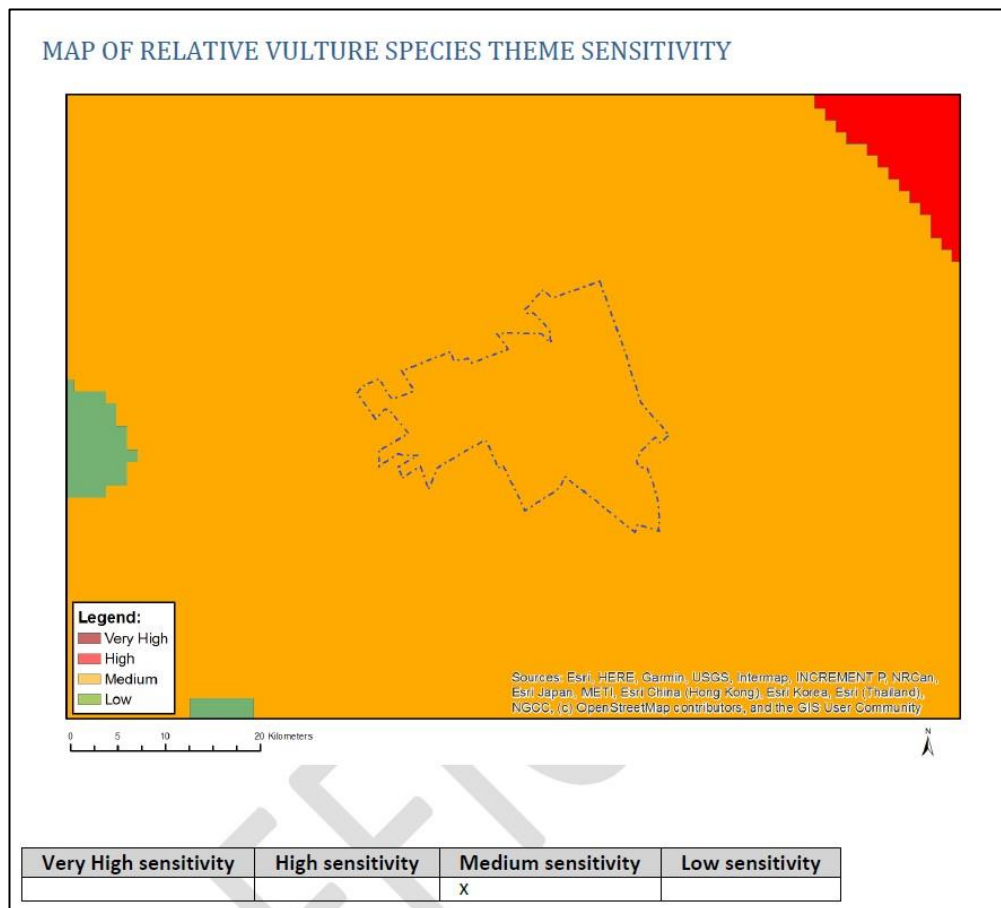 MAP OF RELATIVE VULTURE SPECIES THEME SENSITIVITY
Legend:
Very High
High
Medium
Low
Sources: Esri, HERE, Garmin, USGS, Intermap, INCREMENT P, NRCan,
Esri Japan, METI, Esri China (Hong Kong), Esri Korea, Esri (Thailand),
NGCC, (c) OpenStreetMap contributors, and the GIS User Community
0 5 10 20 Kilometers
N
Very High sensitivity High sensitivity Medium sensitivity Low sensitivity
X